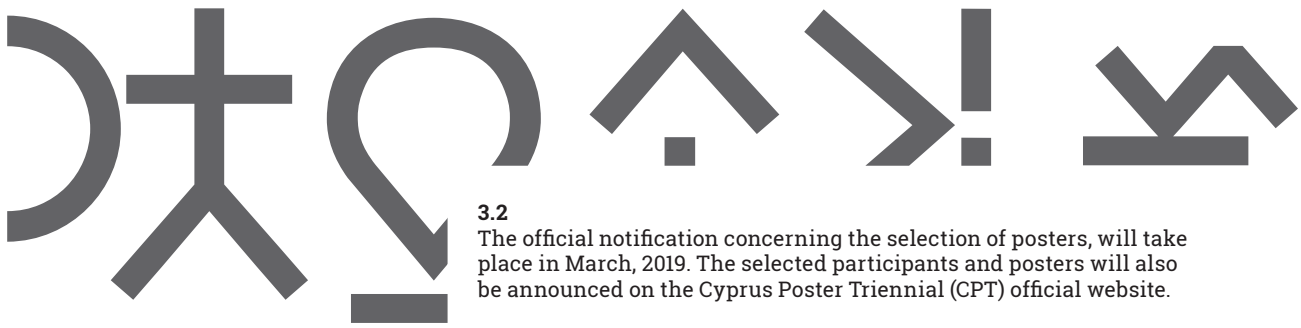 3.2
The official notification concerning the selection of posters, will take
place in March, 2019. The selected participants and posters will also
be announced on the Cyprus Poster Triennial (CPT) official website.